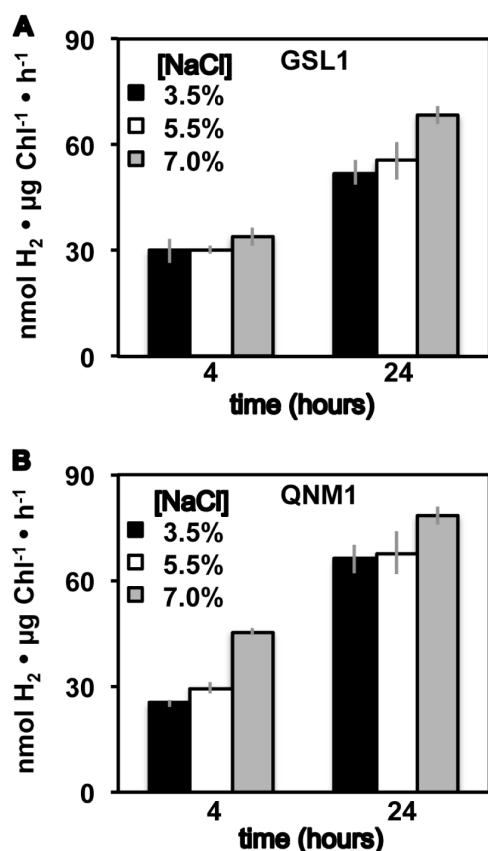 A
90
60
30
0
nmol H₂ • µg Chl⁻¹ • h⁻¹
GSL1
[NaCl]
3.5%
5.5%
7.0%
4 24
time (hours)
B
90
60
30
0
nmol H₂ • µg Chl⁻¹ • h⁻¹
QNM1
[NaCl]
3.5%
5.5%
7.0%
4 24
time (hours)